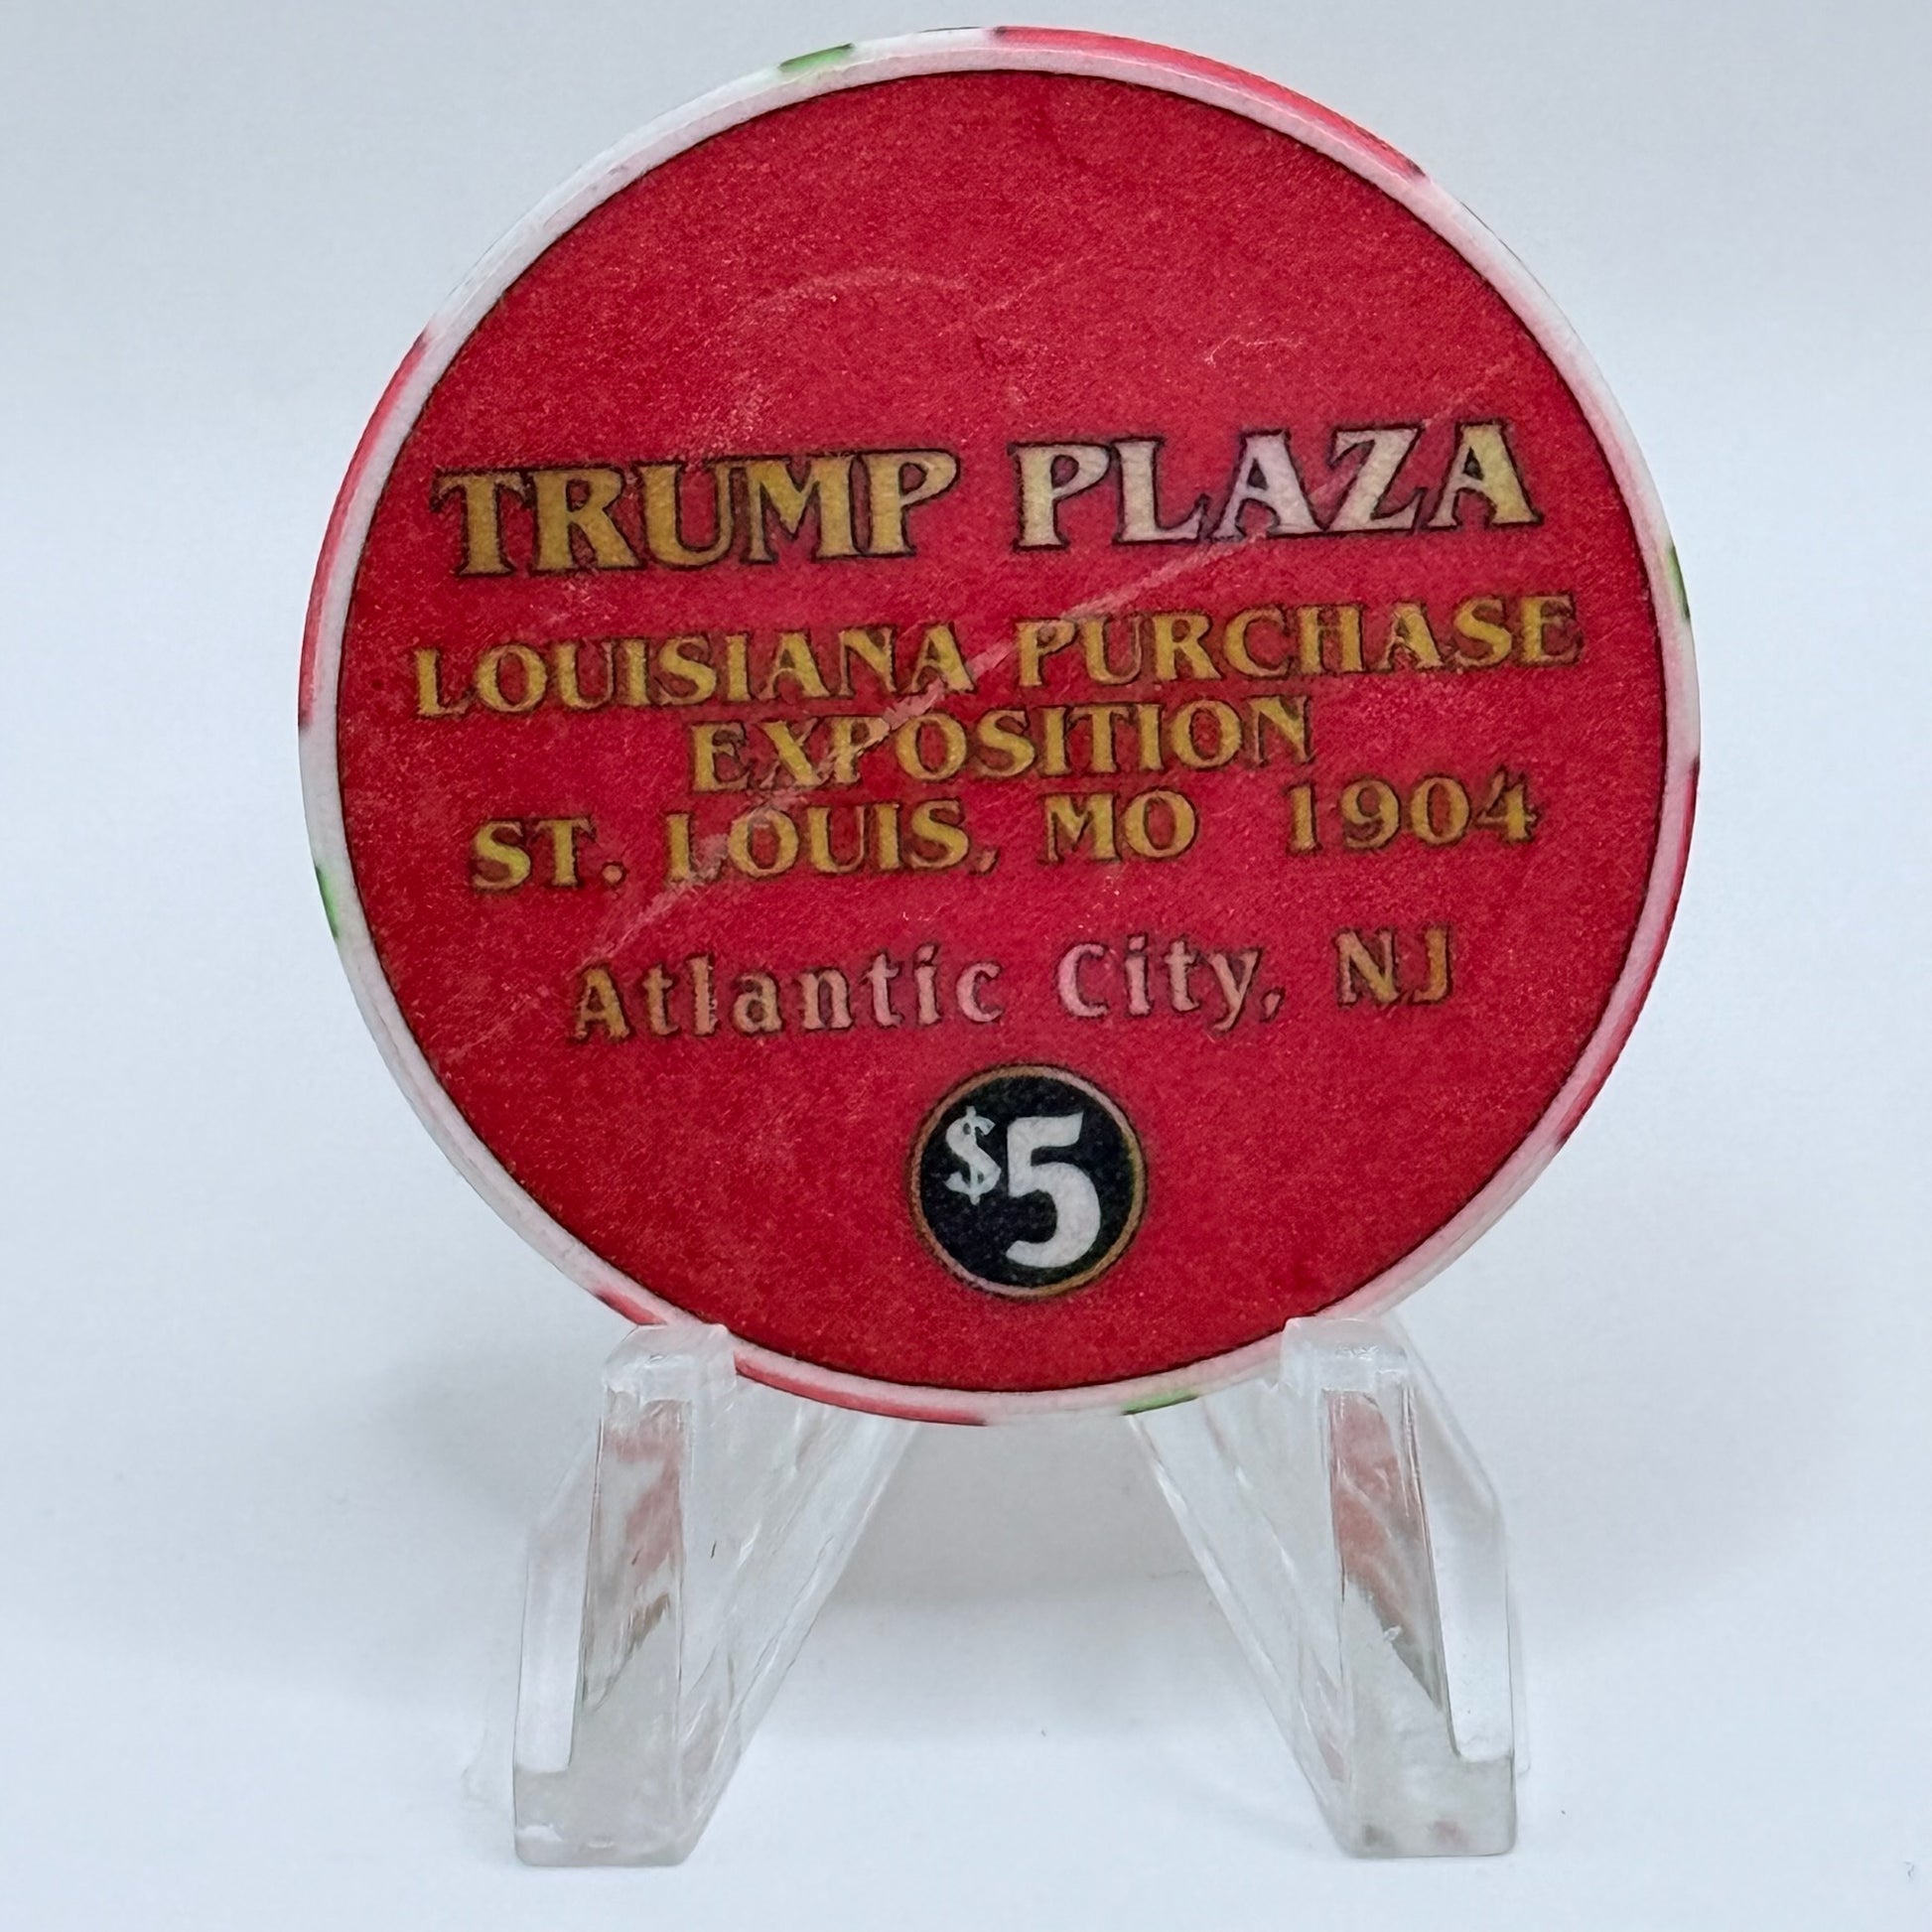 TRUMP PLAZA
LOUISIANA PURCHASE
EXPOSITION
ST. LOUIS, MO 1904
Atlantic City, NJ
$5